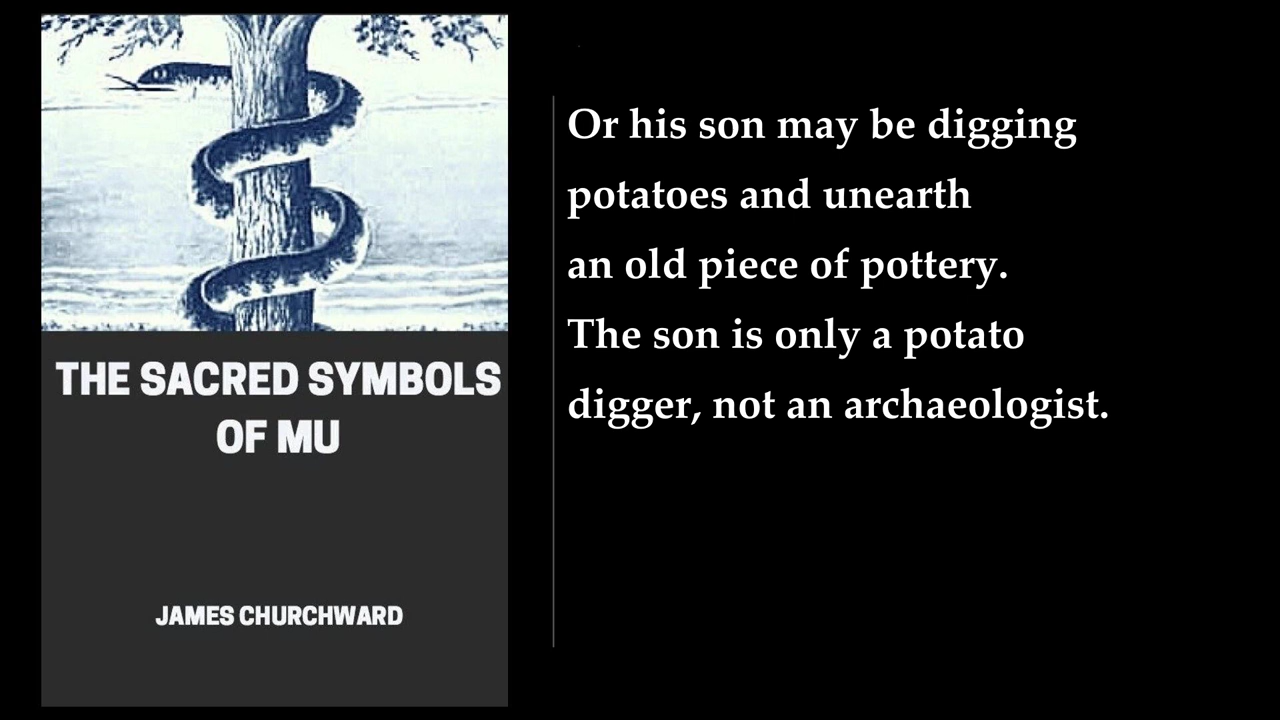 THE SACRED SYMBOLS
OF MU
JAMES CHURCHWARD
Or his son may be digging
potatoes and unearth
an old piece of pottery.
The son is only a potato
digger, not an archaeologist.